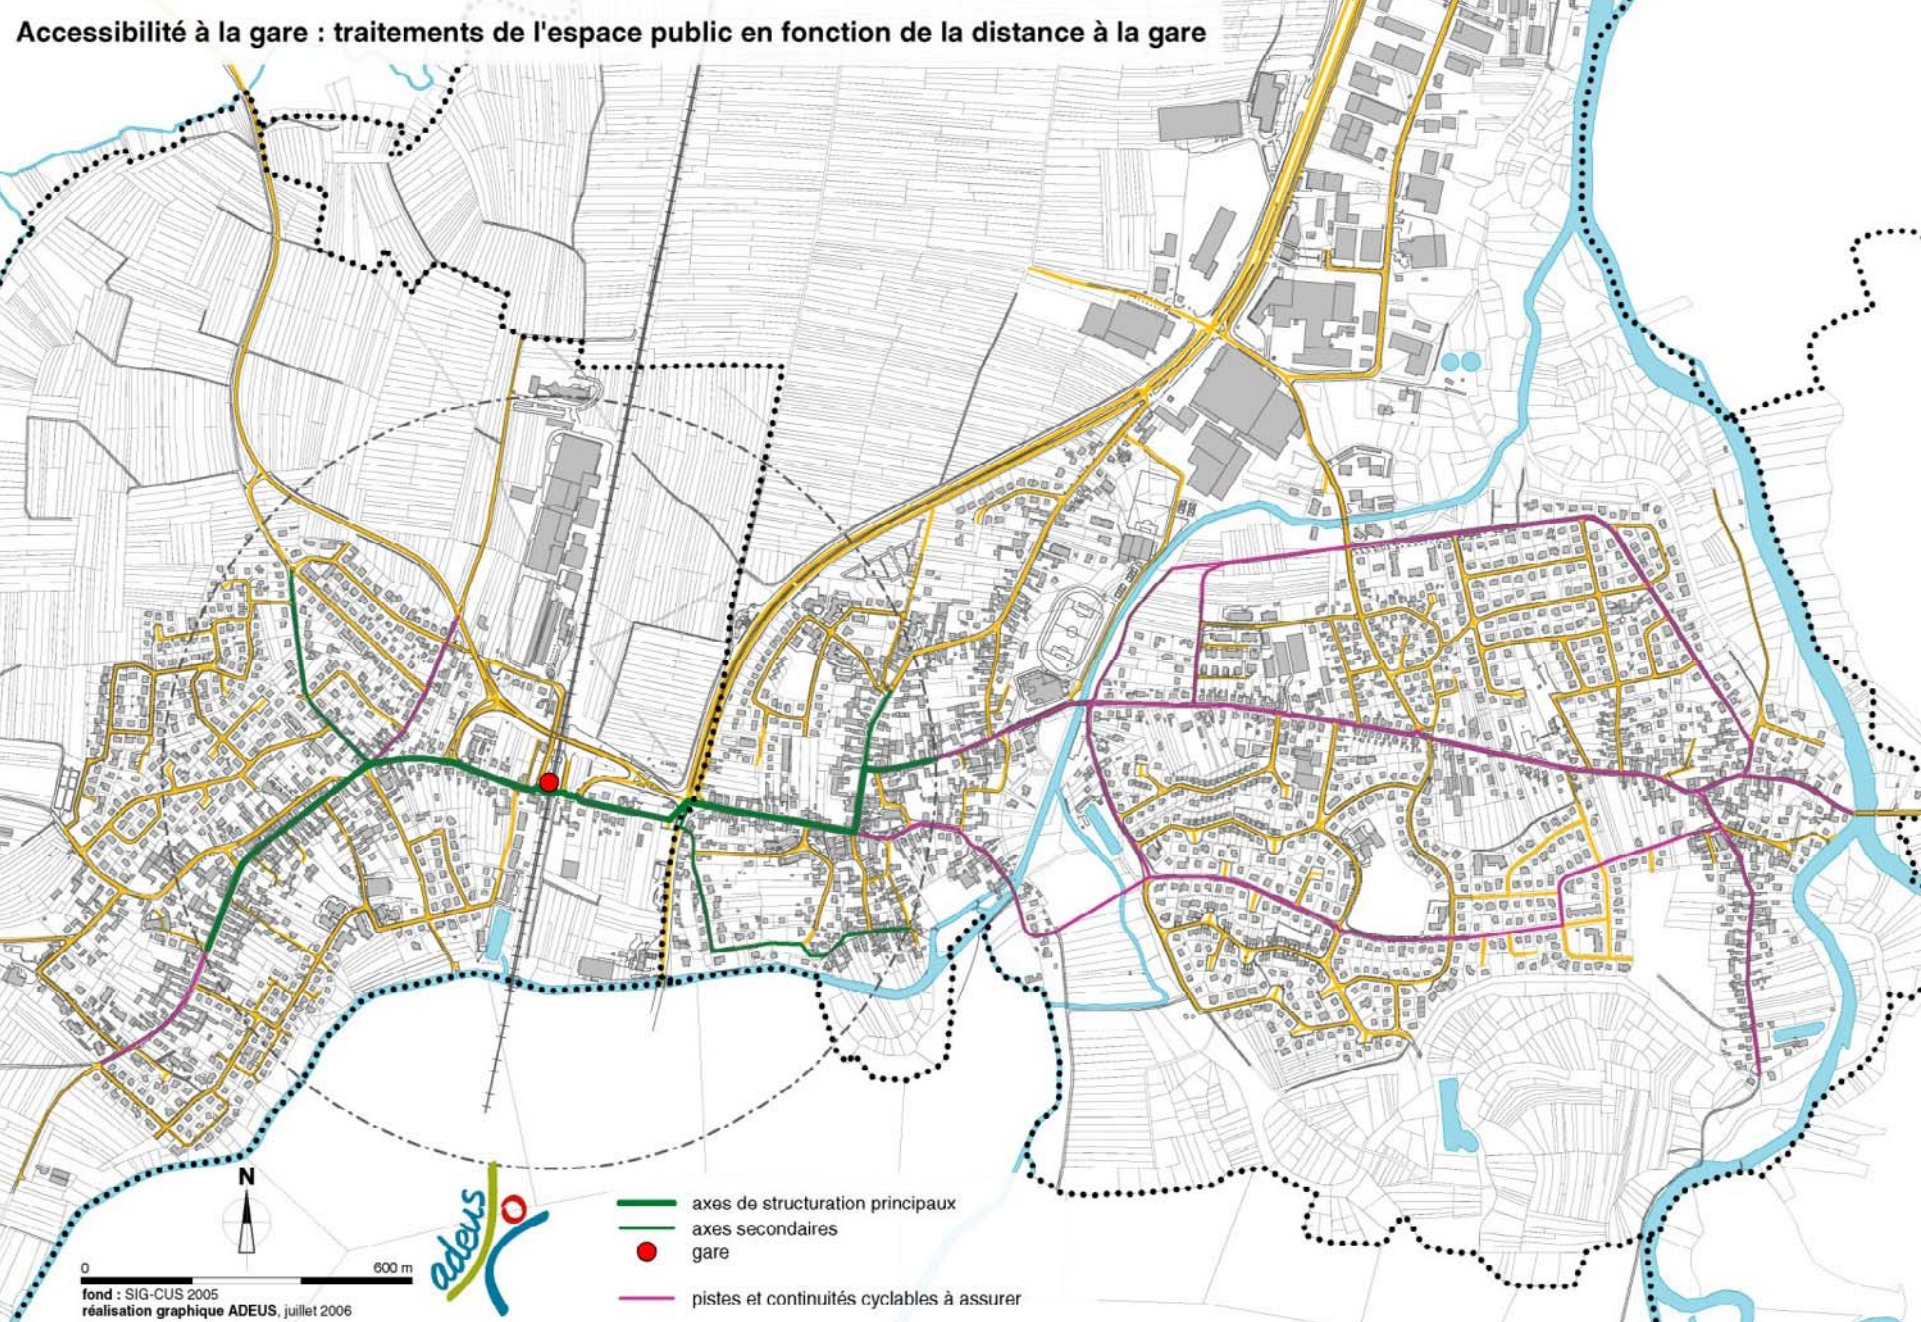 Accessibilité à la gare : traitements de l'espace public en fonction de la distance à la gare
N
0 600 m
fond : SIG-CUS 2005
réalisation graphique ADEUS, juillet 2006
adeus
axes de structuration principaux
axes secondaires
gare
pistes et continuités cyclables à assurer